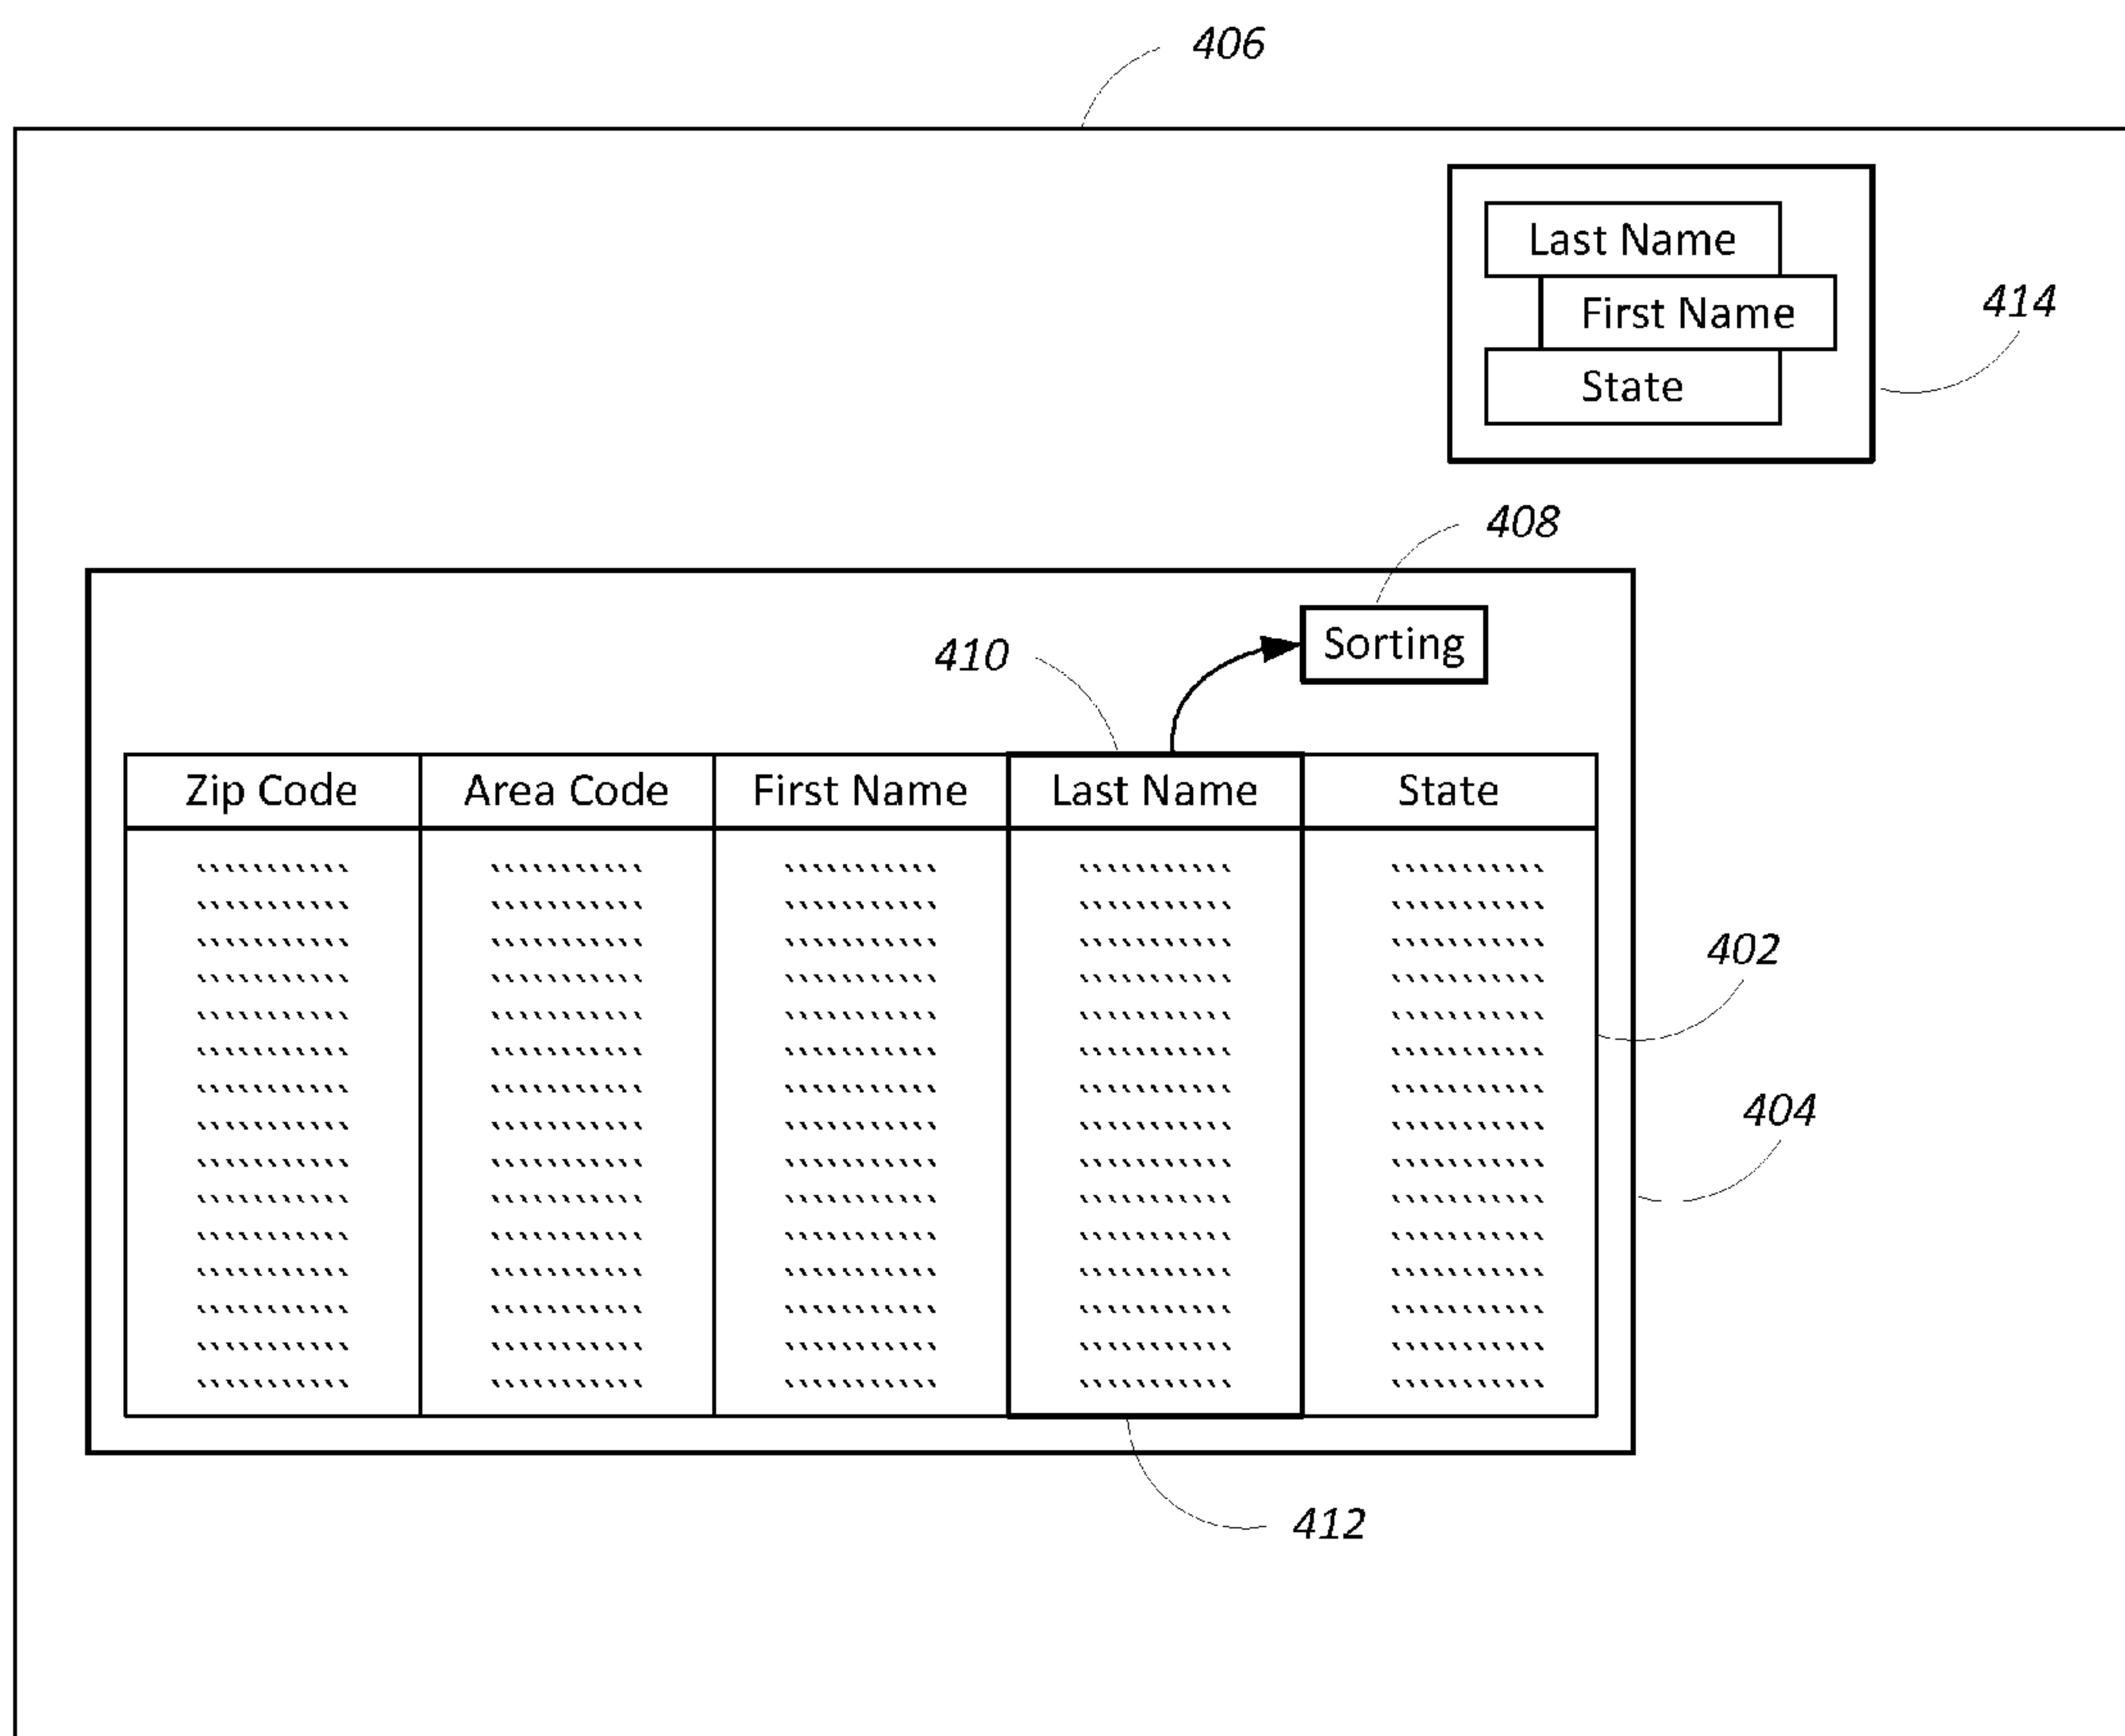 406
Last Name
First Name
414
State
408
Sorting
410
Zip Code Area Code First Name Last Name State
402
404
412